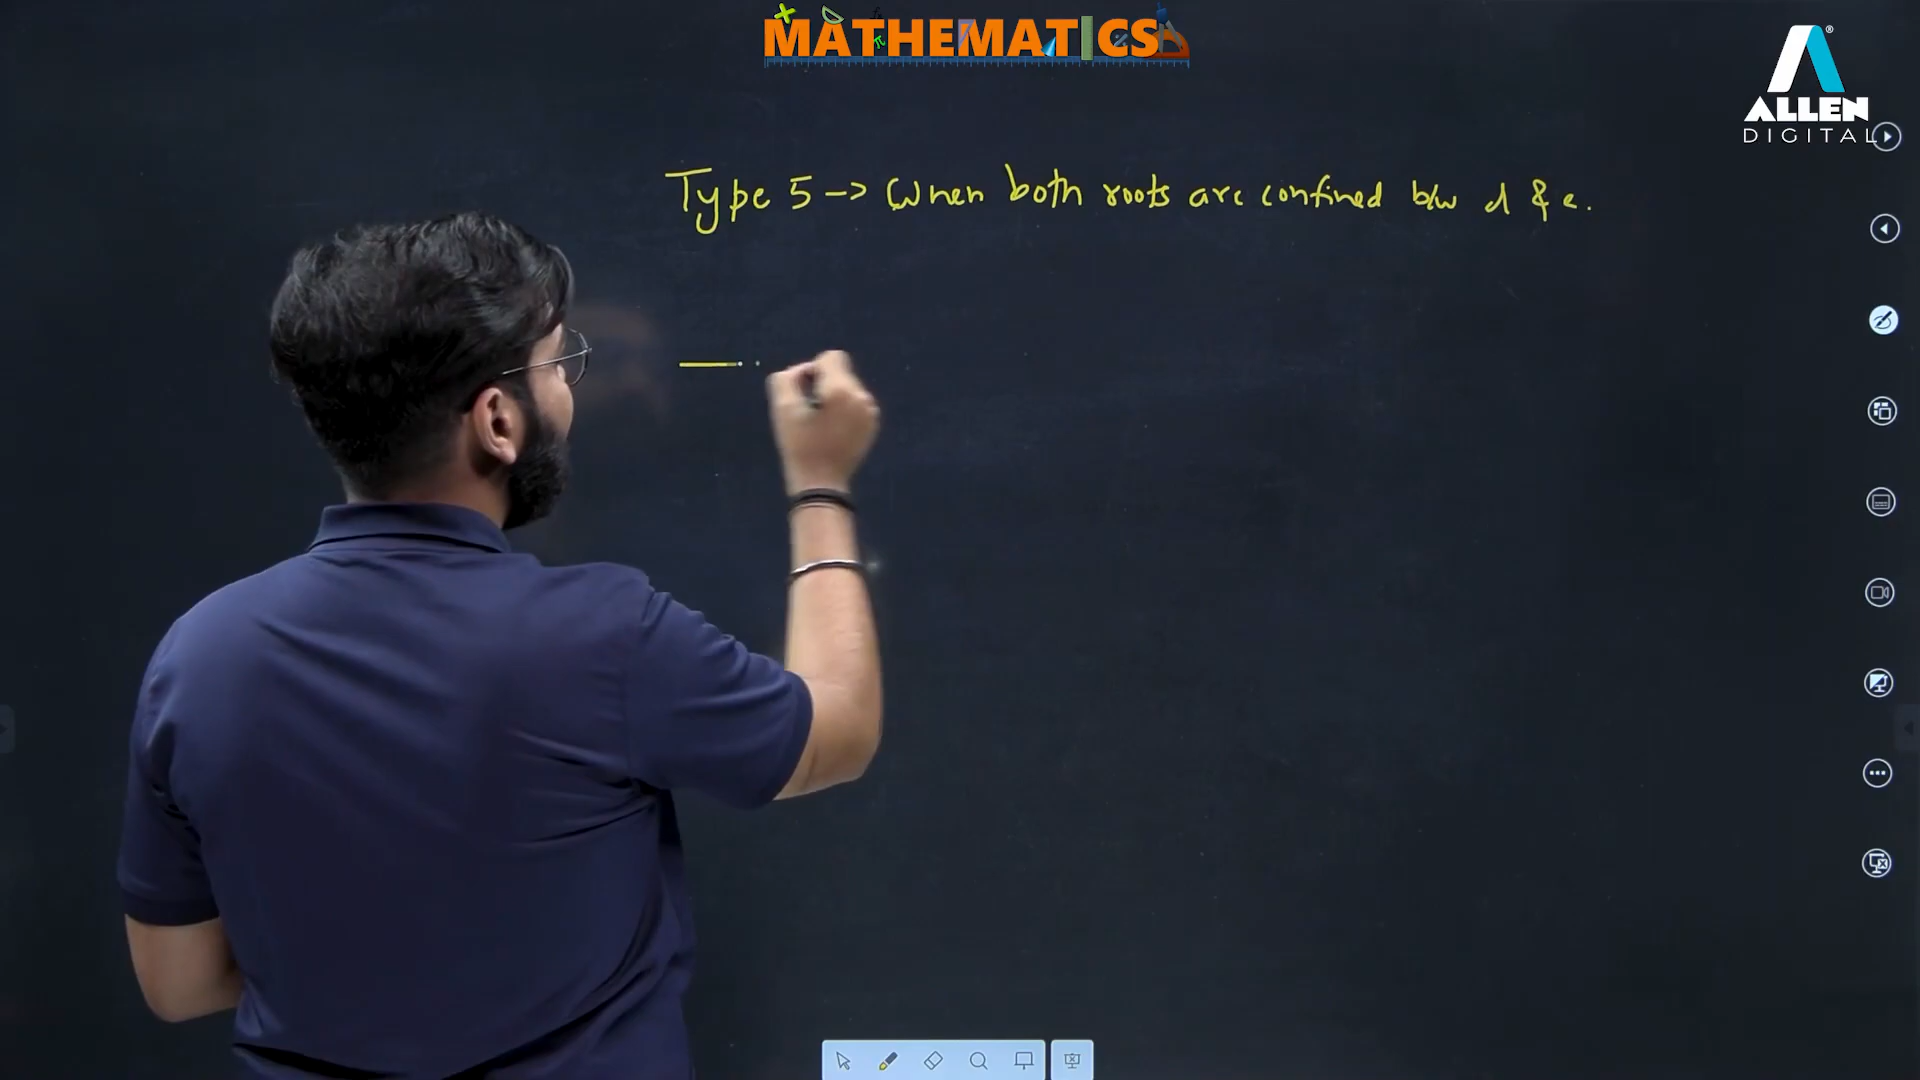 MATHEMATICS
ALLEN
DIGITAL
Type 5 -> When both roots are confined b/w d & e.